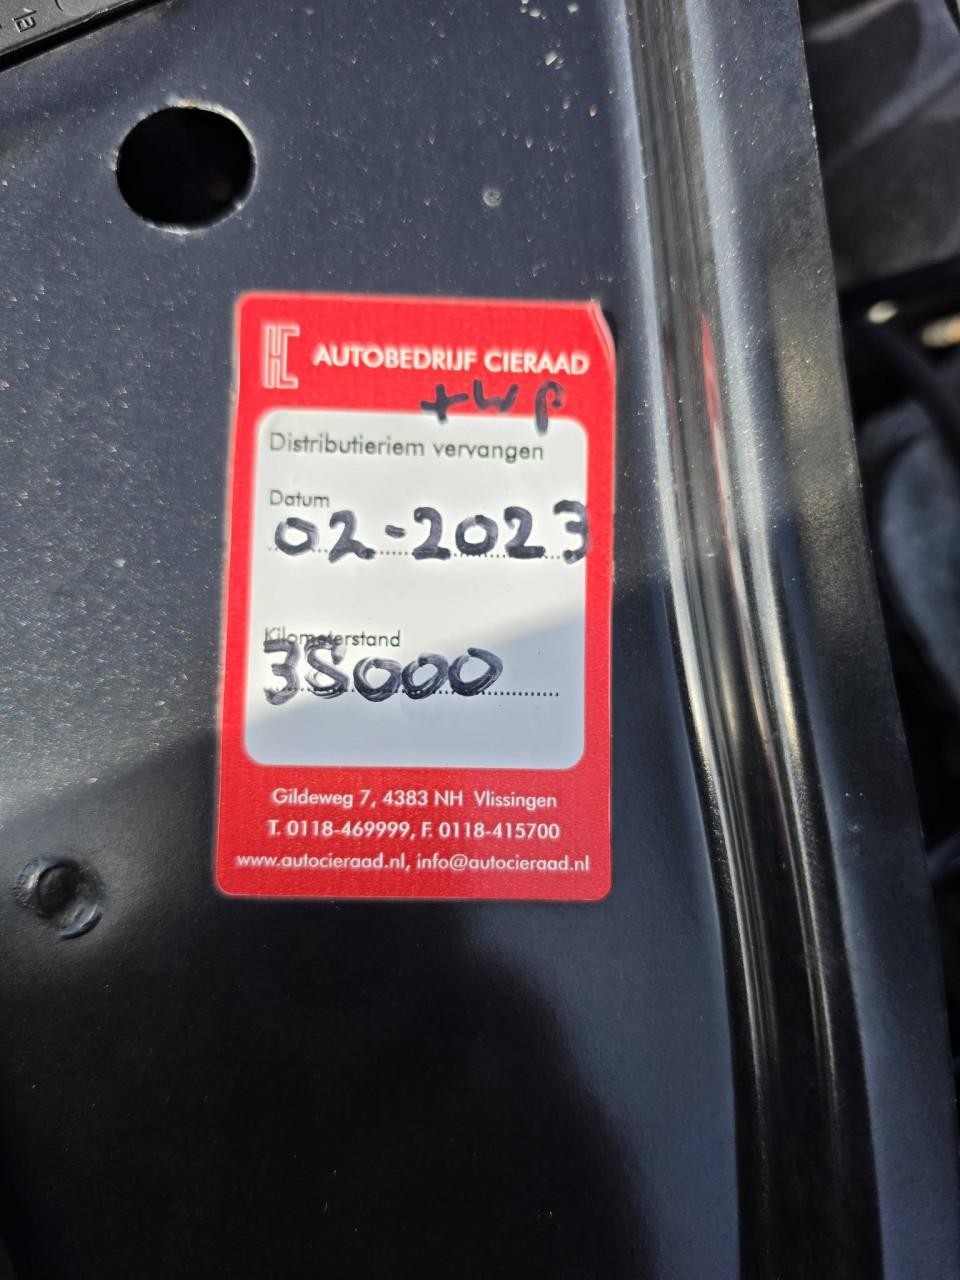 AUTOBEDRIJF CIERAAD
+wp
Distributieriem vervangen
Datum
02-2023
Kilometerstand
38000
Gildeweg 7, 4383 NH Vlissingen
T. 0118-469999, F. 0118-415700
www.autocieraad.nl, info@autocieraad.nl